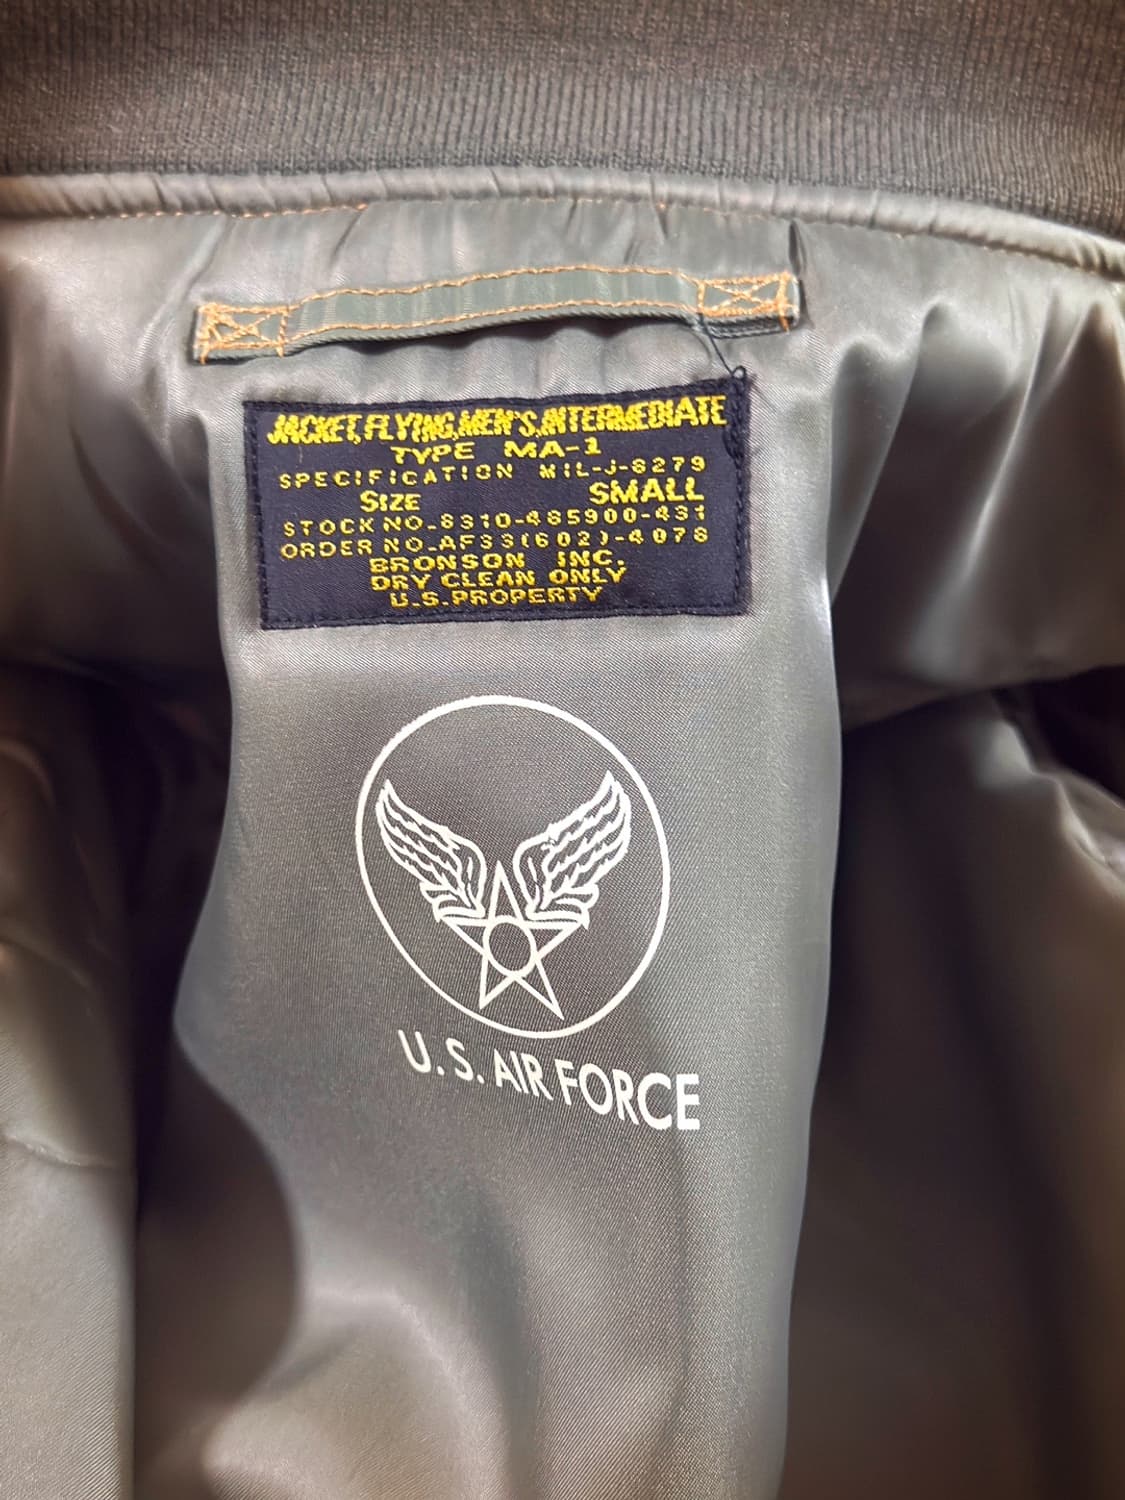 JACKET, FLYING, MEN'S, INTERMEDIATE
TYPE MA-1
SPECIFICATION MIL-J-8279
SIZE SMALL
STOCK NO. 8310-485900-431
ORDER NO. AF33(602)-4078
BRONSON INC.
DRY CLEAN ONLY
U.S. PROPERTY
U.S. AIR FORCE